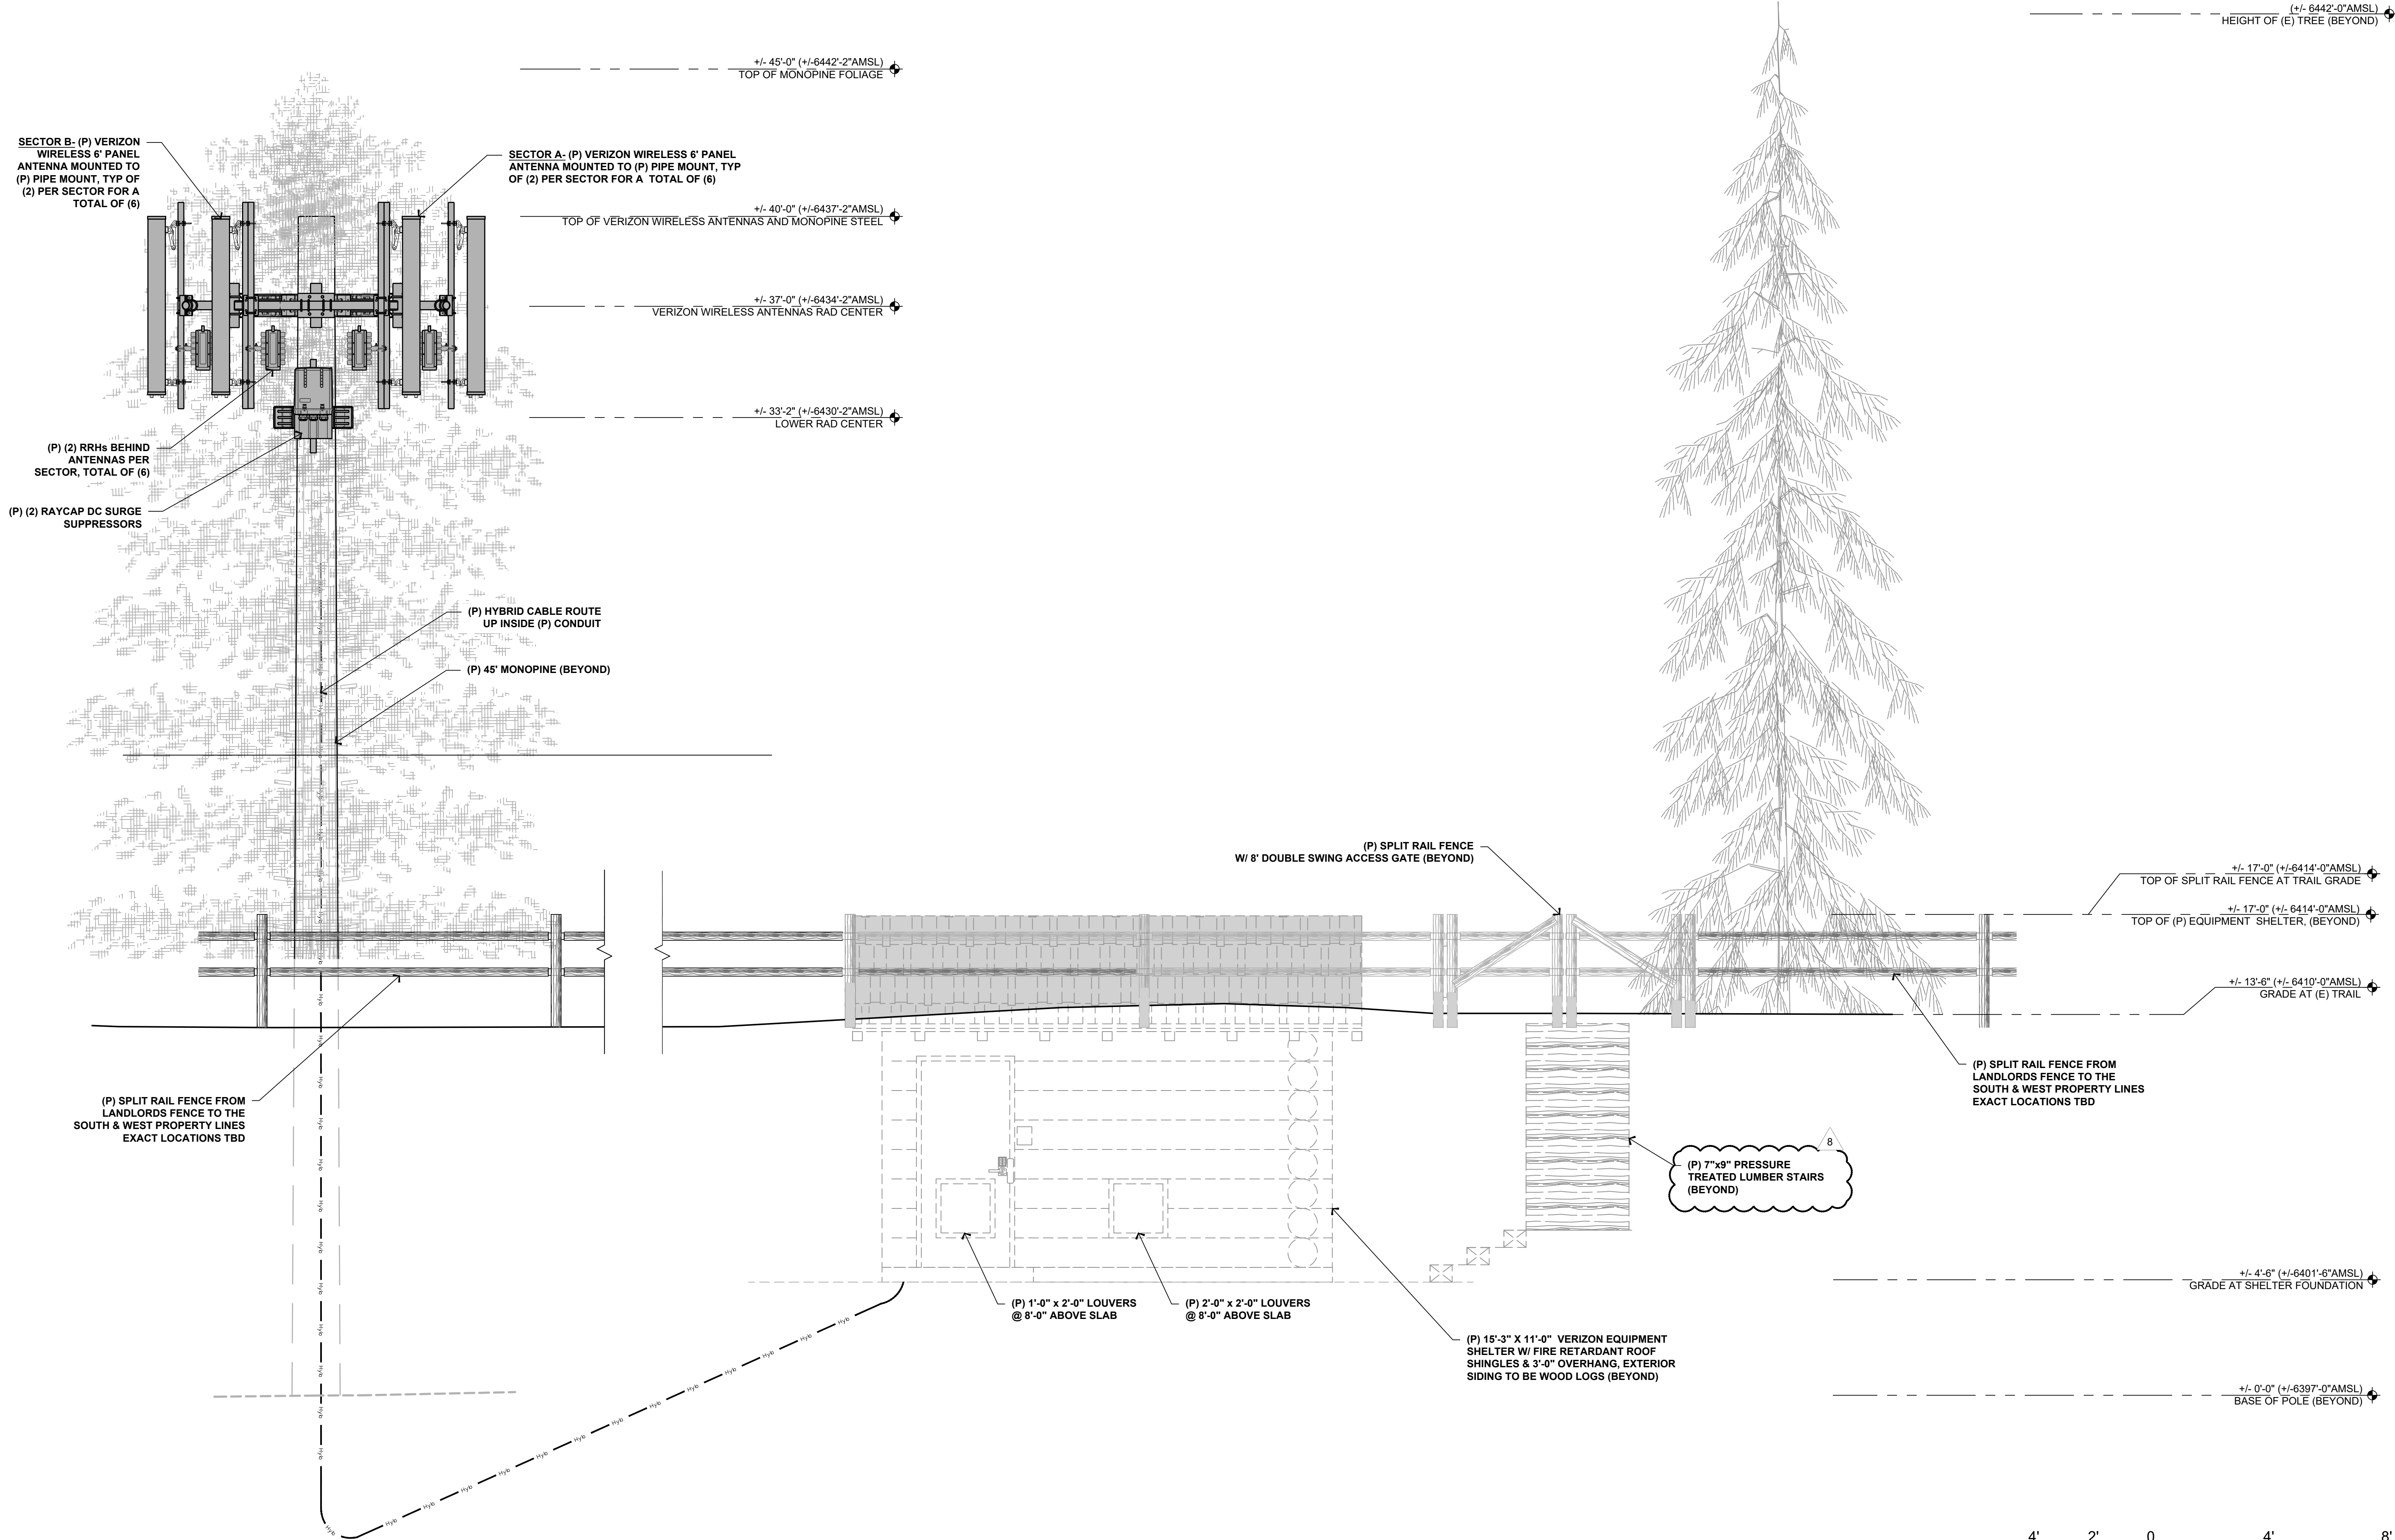 (+/- 6442'-0"AMSL)
HEIGHT OF (E) TREE (BEYOND)
+/- 45'-0" (+/-6442'-2"AMSL)
TOP OF MONOPINE FOLIAGE
SECTOR B- (P) VERIZON
WIRELESS 6' PANEL
ANTENNA MOUNTED TO
(P) PIPE MOUNT, TYP OF
(2) PER SECTOR FOR A
TOTAL OF (6)
SECTOR A- (P) VERIZON WIRELESS 6' PANEL
ANTENNA MOUNTED TO (P) PIPE MOUNT, TYP
OF (2) PER SECTOR FOR A TOTAL OF (6)
+/- 40'-0" (+/-6437'-2"AMSL)
TOP OF VERIZON WIRELESS ANTENNAS AND MONOPINE STEEL
+/- 37'-0" (+/-6434'-2"AMSL)
VERIZON WIRELESS ANTENNAS RAD CENTER
+/- 33'-2" (+/-6430'-2"AMSL)
LOWER RAD CENTER
(P) (2) RRHs BEHIND
ANTENNAS PER
SECTOR, TOTAL OF (6)
(P) (2) RAYCAP DC SURGE
SUPPRESSORS
(P) HYBRID CABLE ROUTE
UP INSIDE (P) CONDUIT
(P) 45' MONOPINE (BEYOND)
(P) SPLIT RAIL FENCE
W/ 8' DOUBLE SWING ACCESS GATE (BEYOND)
+/- 17'-0" (+/-6414'-0"AMSL)
TOP OF SPLIT RAIL FENCE AT TRAIL GRADE
+/- 17'-0" (+/- 6414'-0"AMSL)
TOP OF (P) EQUIPMENT SHELTER, (BEYOND)
+/- 13'-6" (+/- 6410'-0"AMSL)
GRADE AT (E) TRAIL
(P) SPLIT RAIL FENCE FROM
LANDLORDS FENCE TO THE
SOUTH & WEST PROPERTY LINES
EXACT LOCATIONS TBD
(P) SPLIT RAIL FENCE FROM
LANDLORDS FENCE TO THE
SOUTH & WEST PROPERTY LINES
EXACT LOCATIONS TBD
8
(P) 7"x9" PRESSURE
TREATED LUMBER STAIRS
(BEYOND)
+/- 4'-6" (+/-6401'-6"AMSL)
GRADE AT SHELTER FOUNDATION
(P) 1'-0" x 2'-0" LOUVERS
@ 8'-0" ABOVE SLAB
(P) 2'-0" x 2'-0" LOUVERS
@ 8'-0" ABOVE SLAB
(P) 15'-3" X 11'-0" VERIZON EQUIPMENT
SHELTER W/ FIRE RETARDANT ROOF
SHINGLES & 3'-0" OVERHANG, EXTERIOR
SIDING TO BE WOOD LOGS (BEYOND)
+/- 0'-0" (+/-6397'-0"AMSL)
BASE OF POLE (BEYOND)
Hyb
Hyb
Hyb
Hyb
Hyb
Hyb
Hyb
Hyb
Hyb
4' 2' 0 4' 8'